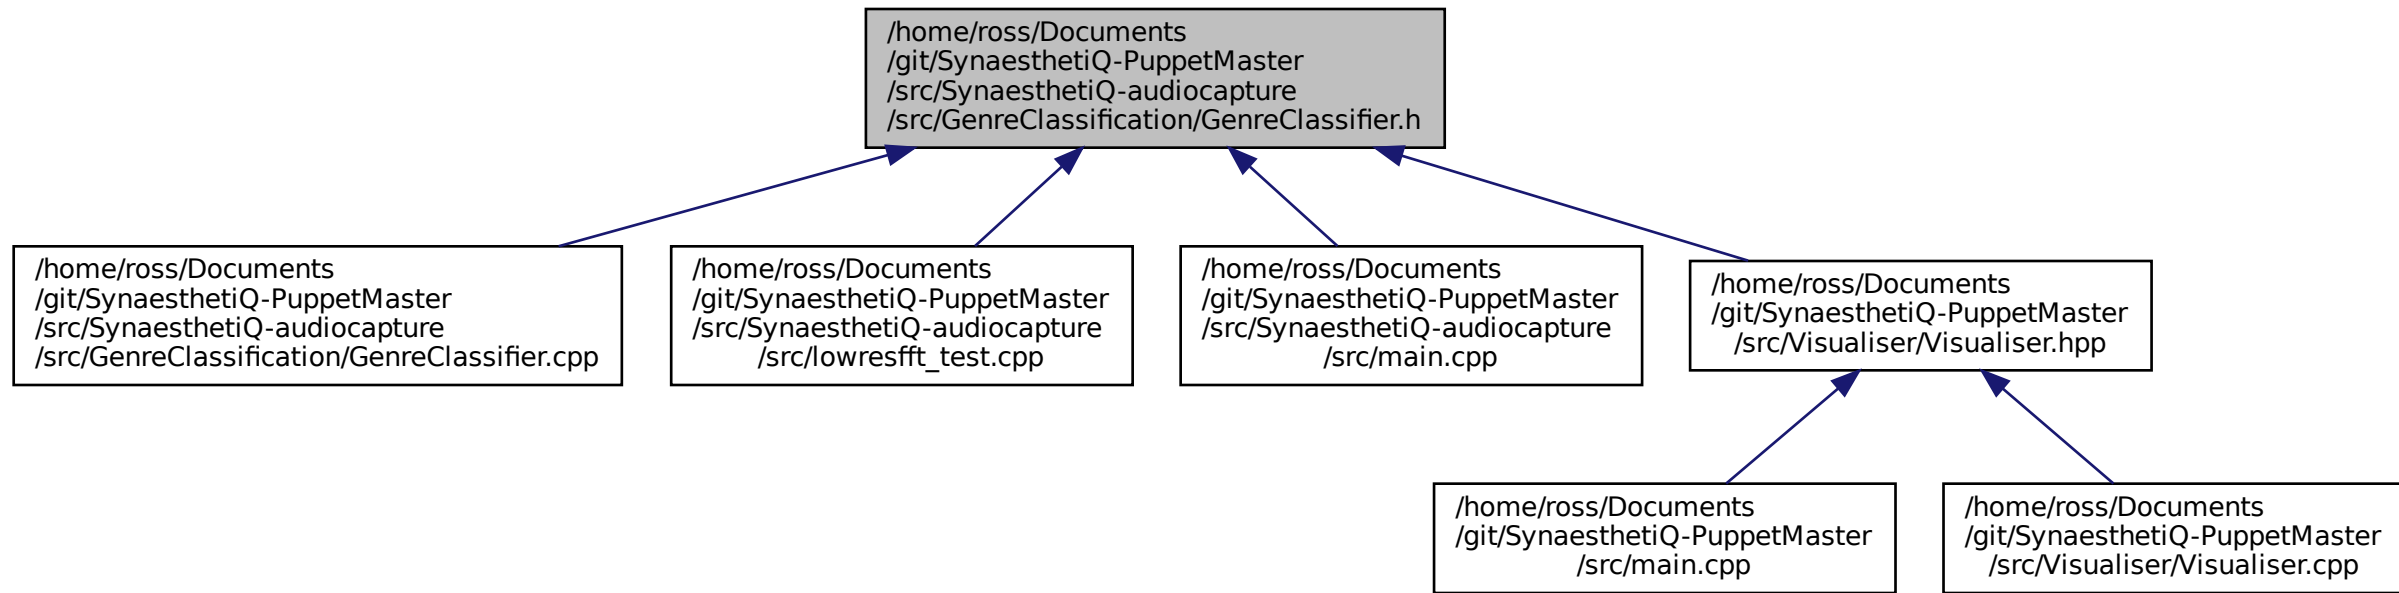 /home/ross/Documents
/git/SynaesthetiQ-PuppetMaster
/src/SynaesthetiQ-audiocapture
/src/GenreClassification/GenreClassifier.h
/home/ross/Documents
/git/SynaesthetiQ-PuppetMaster
/src/SynaesthetiQ-audiocapture
/src/GenreClassification/GenreClassifier.cpp
/home/ross/Documents
/git/SynaesthetiQ-PuppetMaster
/src/SynaesthetiQ-audiocapture
/src/lowresfft_test.cpp
/home/ross/Documents
/git/SynaesthetiQ-PuppetMaster
/src/SynaesthetiQ-audiocapture
/src/main.cpp
/home/ross/Documents
/git/SynaesthetiQ-PuppetMaster
/src/Visualiser/Visualiser.hpp
/home/ross/Documents
/git/SynaesthetiQ-PuppetMaster
/src/main.cpp
/home/ross/Documents
/git/SynaesthetiQ-PuppetMaster
/src/Visualiser/Visualiser.cpp